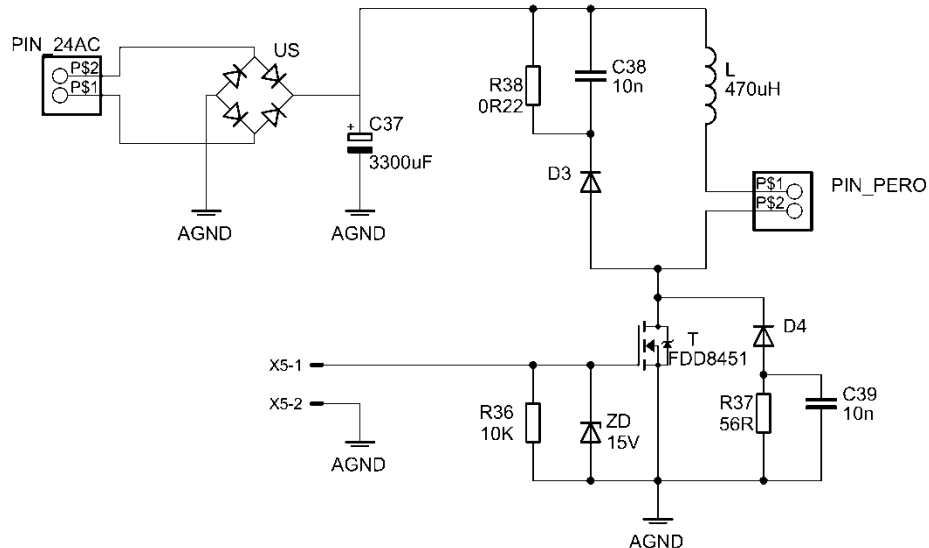 PIN_24AC
P$2
P$1
US
AGND
+
C37
3300uF
AGND
R38
0R22
C38
10n
D3
L
470uH
P$1
P$2
PIN_PERO
X5-1
X5-2
AGND
R36
10K
ZD
15V
T
FDD8451
D4
R37
56R
C39
10n
AGND